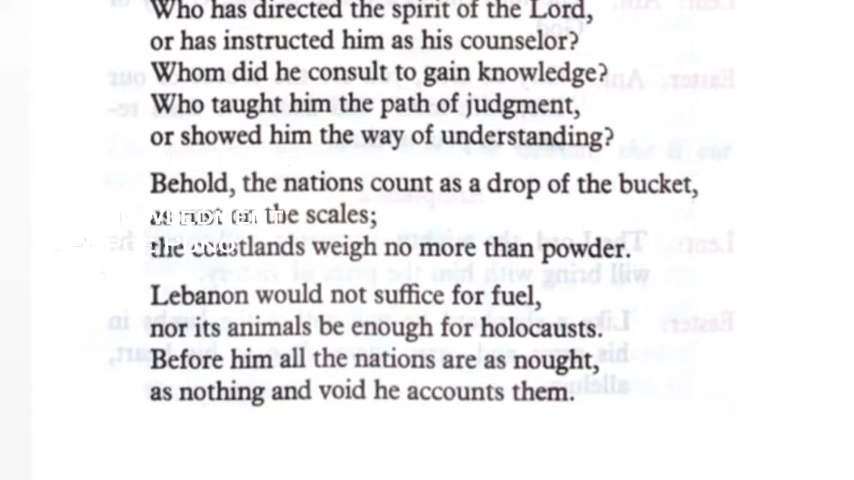 Who has directed the spirit of the Lord,
or has instructed him as his counselor?
Whom did he consult to gain knowledge?
Who taught him the path of judgment,
or showed him the way of understanding?
Behold, the nations count as a drop of the bucket,
as rust on the scales;
the coastlands weigh no more than powder.
Lebanon would not suffice for fuel,
nor its animals be enough for holocausts.
Before him all the nations are as nought,
as nothing and void he accounts them.